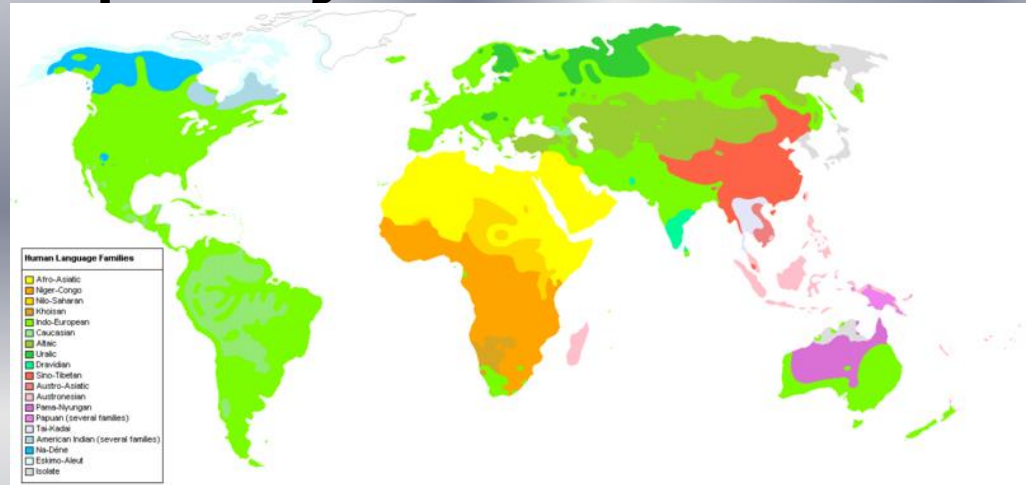 Human Language Families
Afro-Asiatic
Niger-Congo
Nilo-Saharan
Khoisan
Indo-European
Caucasian
Altaic
Uralic
Dravidian
Sino-Tibetan
Austro-Asiatic
Austronesian
Pama-Nyungan
Papuan (several families)
Tai-Kadai
American Indian (several families)
Na-Déne
Eskimo-Aleut
Isolate